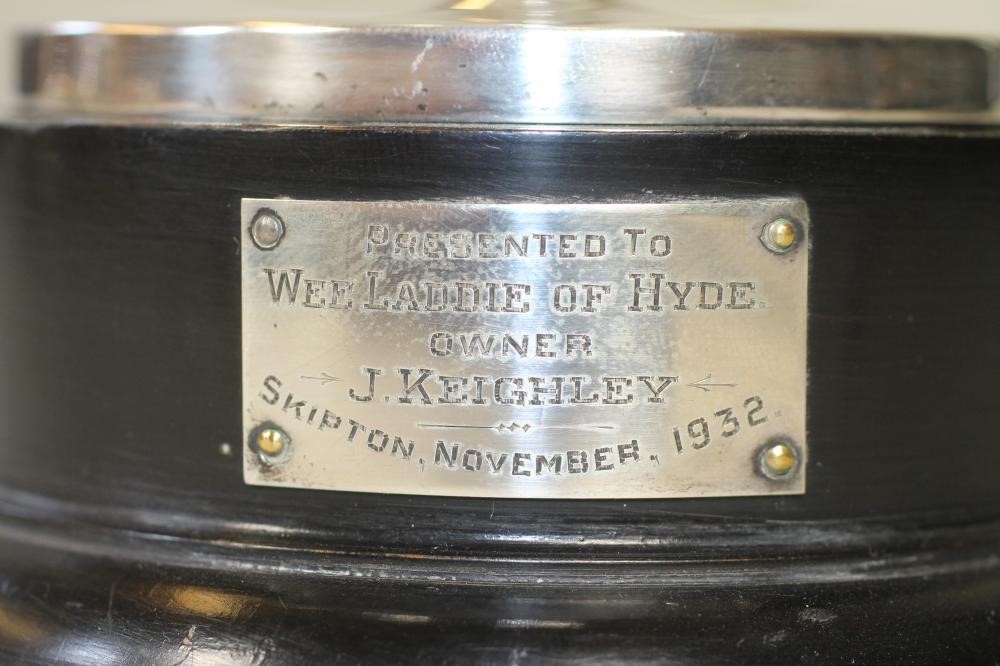 PRESENTED TO
WEE LADDIE OF HYDE.
OWNER
J. KEIGHLEY
SKIPTON, NOVEMBER, 1932.